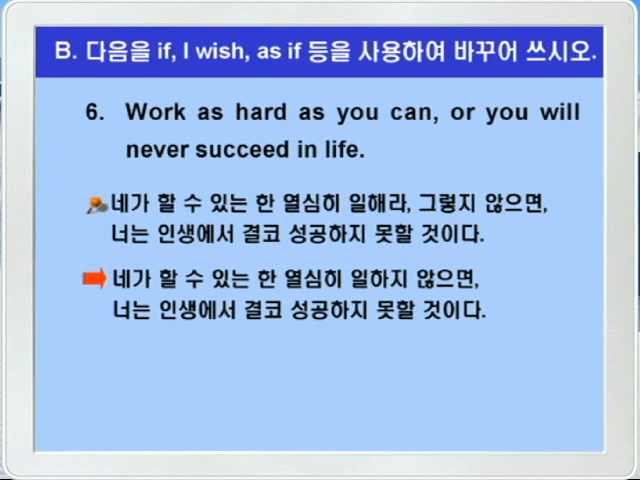 B. 다음을 if, I wish, as if 등을 사용하여 바꾸어 쓰시오.
6. Work as hard as you can, or you will
never succeed in life.
네가 할 수 있는 한 열심히 일해라, 그렇지 않으면,
너는 인생에서 결코 성공하지 못할 것이다.
네가 할 수 있는 한 열심히 일하지 않으면,
너는 인생에서 결코 성공하지 못할 것이다.